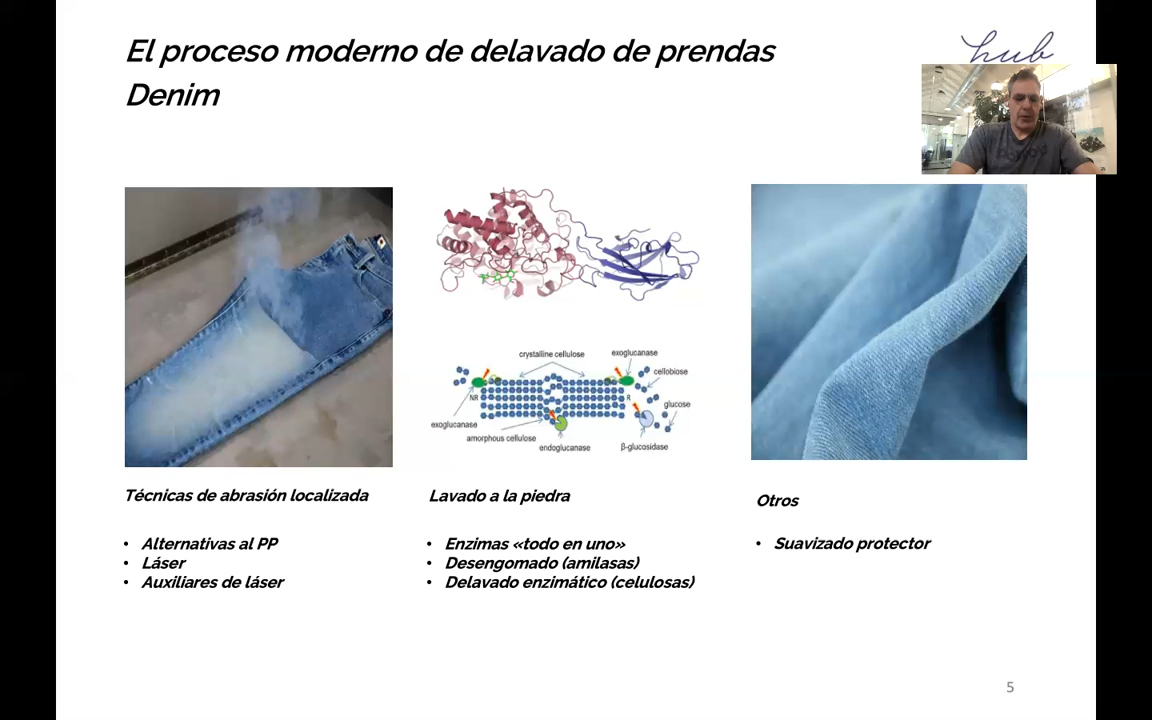 El proceso moderno de delavado de prendas
Denim
hub
crystalline cellulose
exoglucanase
cellobiose
NR
R
glucose
exoglucanase
amorphous cellulose
endoglucanase
β-glucosidase
Técnicas de abrasión localizada
• Alternativas al PP
• Láser
• Auxiliares de láser
Lavado a la piedra
• Enzimas «todo en uno»
• Desengomado (amilasas)
• Delavado enzimático (celulosas)
Otros
• Suavizado protector
5